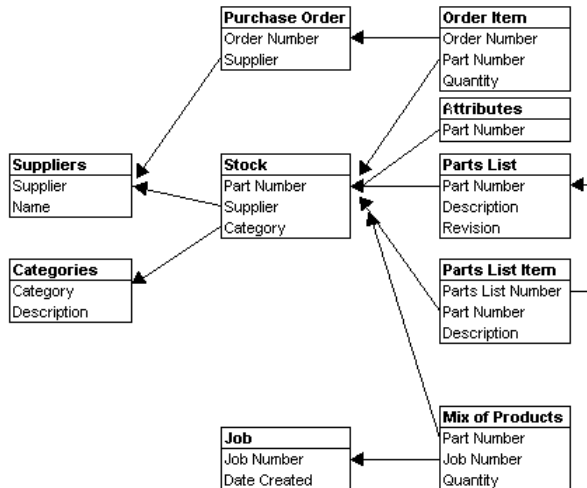 Purchase Order
Order Number
Supplier
Order Item
Order Number
Part Number
Quantity
Attributes
Part Number
Suppliers
Supplier
Name
Stock
Part Number
Supplier
Category
Parts List
Part Number
Description
Revision
Categories
Category
Description
Parts List Item
Parts List Number
Part Number
Description
Job
Job Number
Date Created
Mix of Products
Part Number
Job Number
Quantity